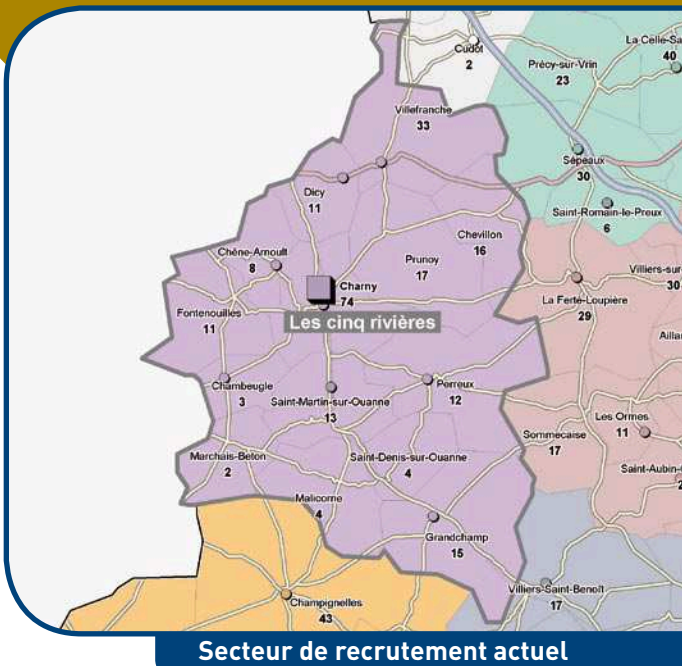 Cudot
2
La Celle-Sa
40
Précy-sur-Vrin
23
Villefranche
33
Sépeaux
30
Dicy
11
Saint-Romain-le-Preux
6
Chevillon
16
Chêne-Arnoult
8
Prunoy
17
Villiers-sur-
30
Charny
74
La Ferté-Loupière
29
Fontenouilles
11
Les cinq rivières
Aillan
Chambeugle
3
Saint-Martin-sur-Ouanne
13
Perreux
12
Les Ormes
11
Sommecaise
17
Marchais-Beton
2
Saint-Denis-sur-Ouanne
4
Saint-Aubin-
2
Malicorne
4
Grandchamp
15
Villiers-Saint-Benoît
17
Champignelles
43
Secteur de recrutement actuel